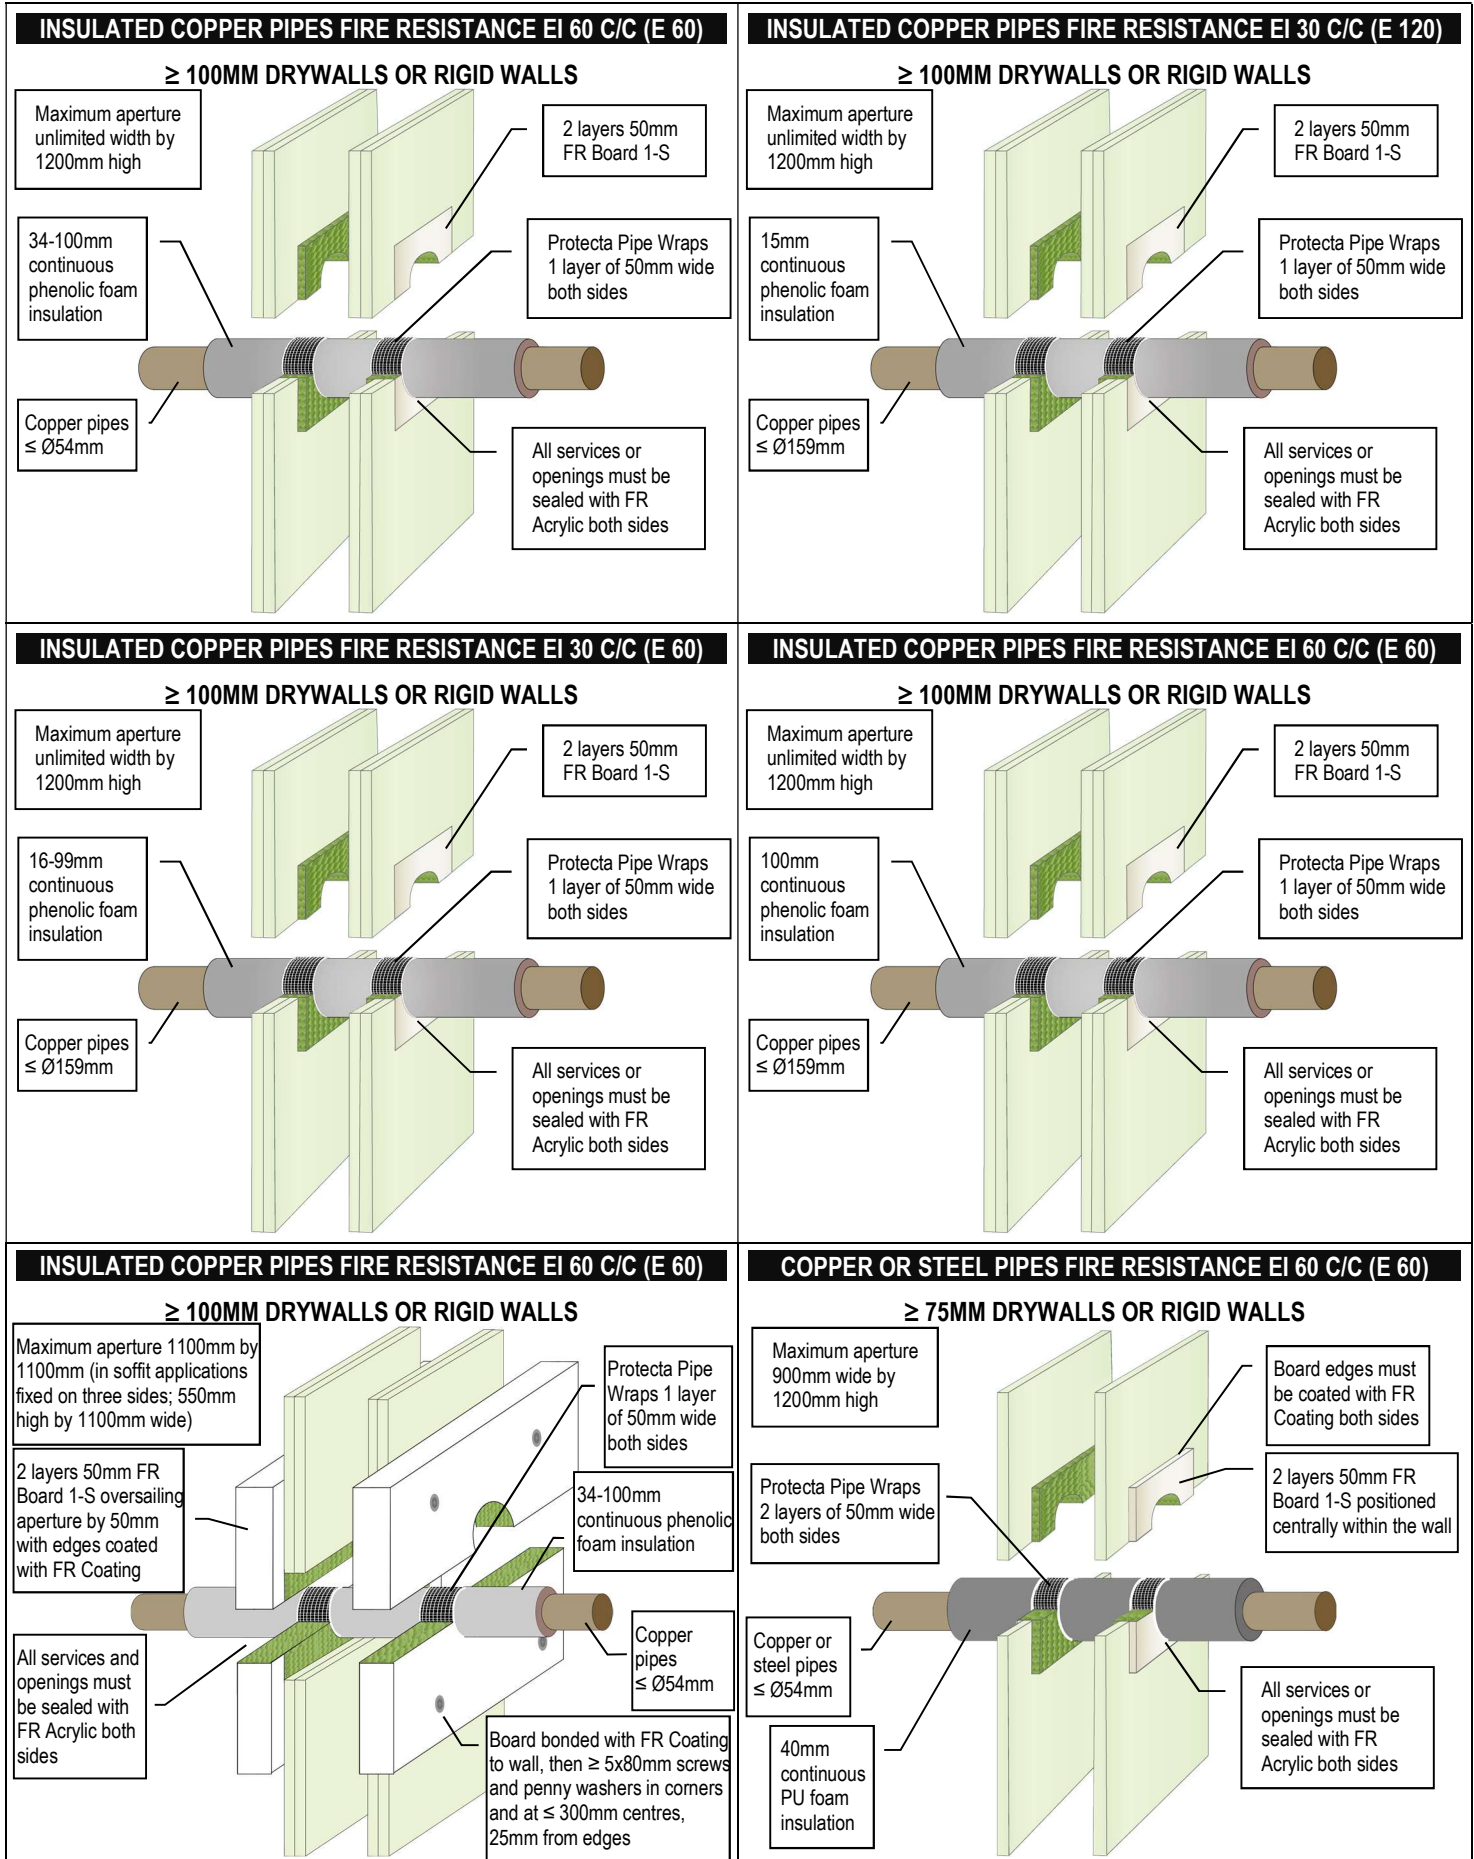 INSULATED COPPER PIPES FIRE RESISTANCE EI 60 C/C (E 60)
≥ 100MM DRYWALLS OR RIGID WALLS
Maximum aperture
unlimited width by
1200mm high
2 layers 50mm
FR Board 1-S
34-100mm
continuous
phenolic foam
insulation
Protecta Pipe Wraps
1 layer of 50mm wide
both sides
Copper pipes
≤ Ø54mm
All services or
openings must be
sealed with FR
Acrylic both sides
INSULATED COPPER PIPES FIRE RESISTANCE EI 30 C/C (E 120)
≥ 100MM DRYWALLS OR RIGID WALLS
Maximum aperture
unlimited width by
1200mm high
2 layers 50mm
FR Board 1-S
15mm
continuous
phenolic foam
insulation
Protecta Pipe Wraps
1 layer of 50mm wide
both sides
Copper pipes
≤ Ø159mm
All services or
openings must be
sealed with FR
Acrylic both sides
INSULATED COPPER PIPES FIRE RESISTANCE EI 30 C/C (E 60)
≥ 100MM DRYWALLS OR RIGID WALLS
Maximum aperture
unlimited width by
1200mm high
2 layers 50mm
FR Board 1-S
16-99mm
continuous
phenolic foam
insulation
Protecta Pipe Wraps
1 layer of 50mm wide
both sides
Copper pipes
≤ Ø159mm
All services or
openings must be
sealed with FR
Acrylic both sides
INSULATED COPPER PIPES FIRE RESISTANCE EI 60 C/C (E 60)
≥ 100MM DRYWALLS OR RIGID WALLS
Maximum aperture
unlimited width by
1200mm high
2 layers 50mm
FR Board 1-S
100mm
continuous
phenolic foam
insulation
Protecta Pipe Wraps
1 layer of 50mm wide
both sides
Copper pipes
≤ Ø159mm
All services or
openings must be
sealed with FR
Acrylic both sides
INSULATED COPPER PIPES FIRE RESISTANCE EI 60 C/C (E 60)
≥ 100MM DRYWALLS OR RIGID WALLS
Maximum aperture 1100mm by
1100mm (in soffit applications
fixed on three sides; 550mm
high by 1100mm wide)
Protecta Pipe
Wraps 1 layer
of 50mm wide
both sides
2 layers 50mm FR
Board 1-S oversailing
aperture by 50mm
with edges coated
with FR Coating
34-100mm
continuous phenolic
foam insulation
All services and
openings must
be sealed with
FR Acrylic both
sides
Copper
pipes
≤ Ø54mm
Board bonded with FR Coating
to wall, then ≥ 5x80mm screws
and penny washers in corners
and at ≤ 300mm centres,
25mm from edges
COPPER OR STEEL PIPES FIRE RESISTANCE EI 60 C/C (E 60)
≥ 75MM DRYWALLS OR RIGID WALLS
Maximum aperture
900mm wide by
1200mm high
Board edges must
be coated with FR
Coating both sides
Protecta Pipe Wraps
2 layers of 50mm wide
both sides
2 layers 50mm FR
Board 1-S positioned
centrally within the wall
Copper or
steel pipes
≤ Ø54mm
All services or
openings must be
sealed with FR
Acrylic both sides
40mm
continuous
PU foam
insulation